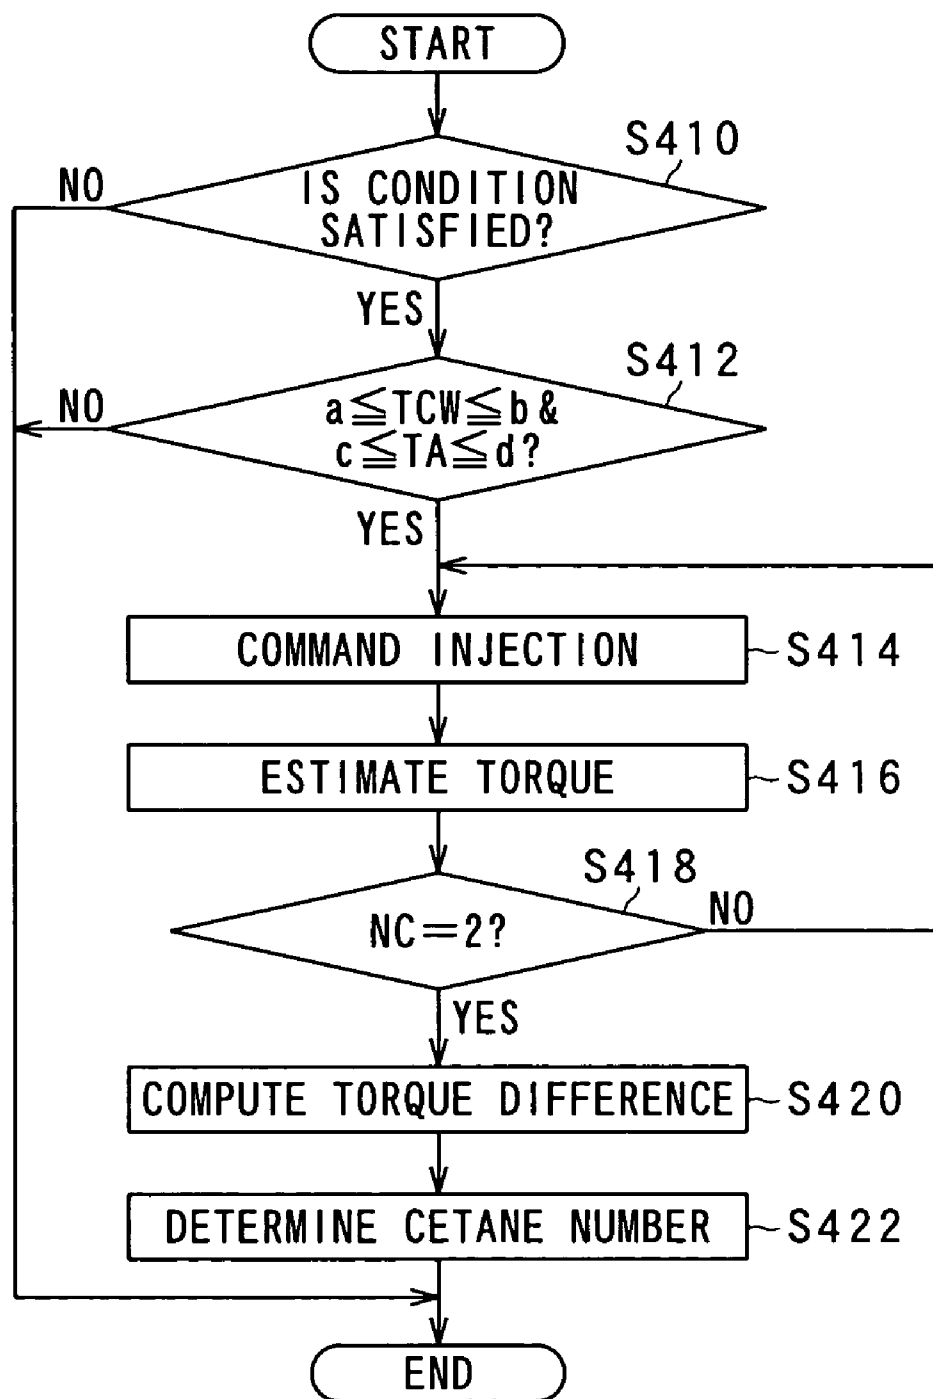 START
S410
NO
IS CONDITION
SATISFIED?
YES
S412
NO
a≦TCW≦b &
c≦TA≦d?
YES
COMMAND INJECTION
S414
ESTIMATE TORQUE
S416
S418
NC=2?
NO
YES
COMPUTE TORQUE DIFFERENCE
S420
DETERMINE CETANE NUMBER
S422
END